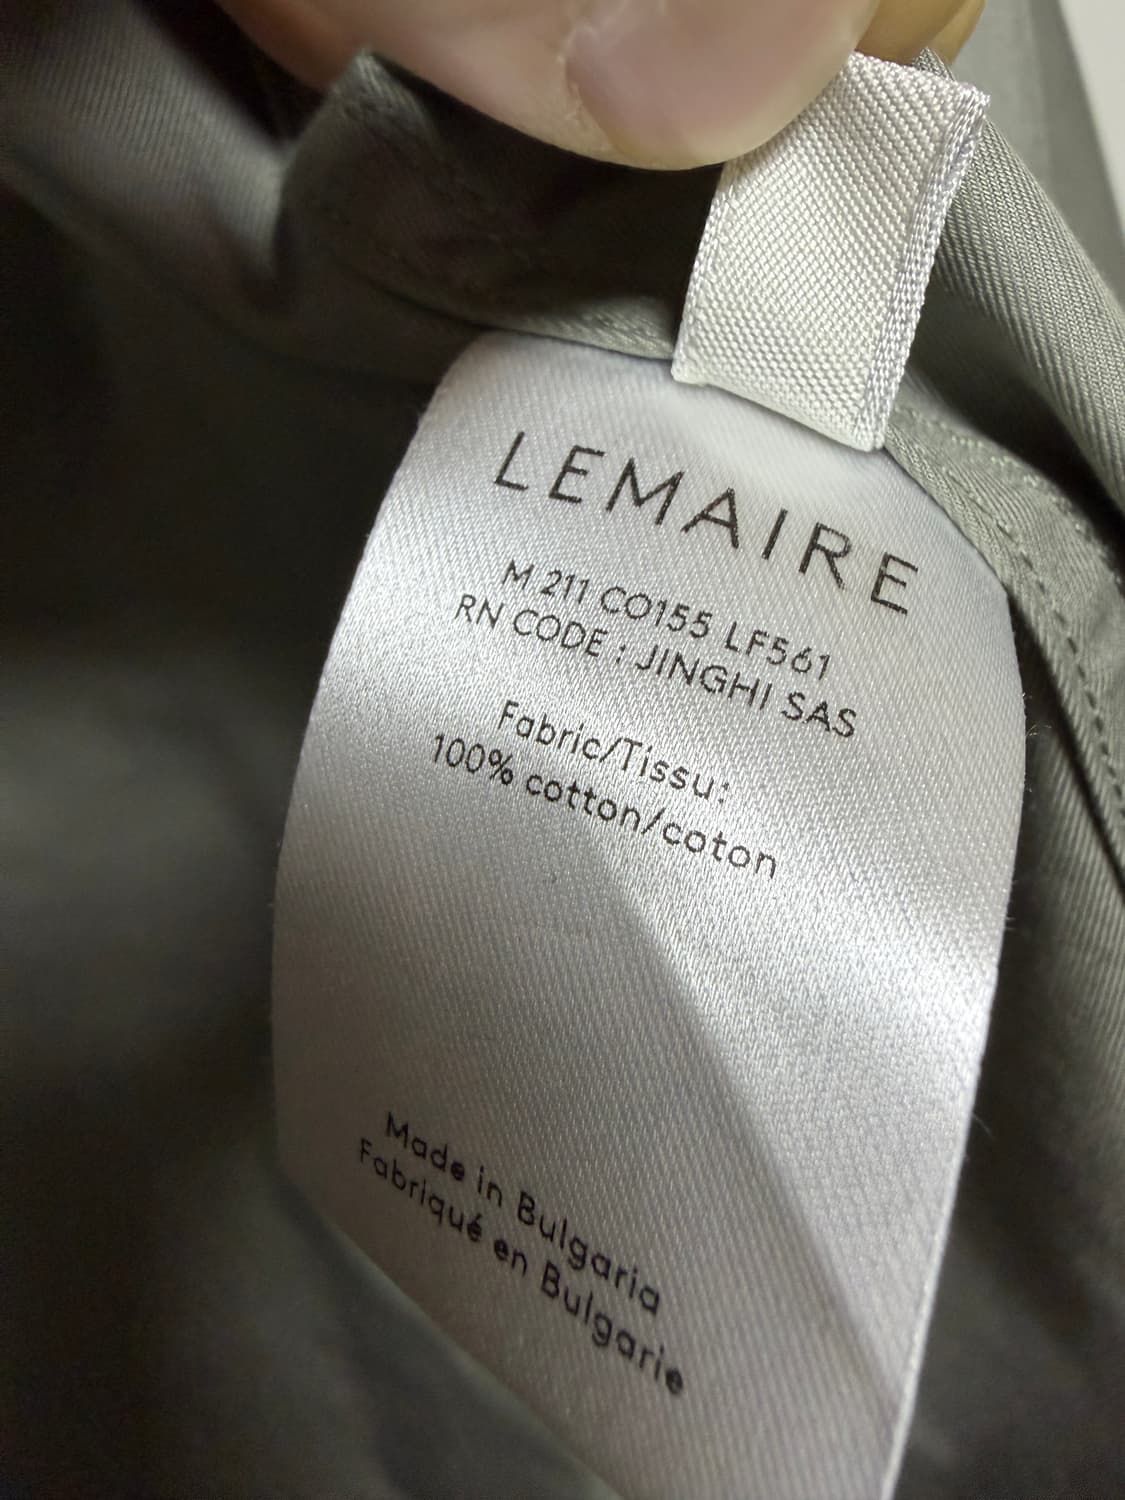 LEMAIRE
M 211 CO155 LF561
RN CODE : JINGHI SAS
Fabric/Tissu:
100% cotton/coton
Made in Bulgaria
Fabriqué en Bulgarie